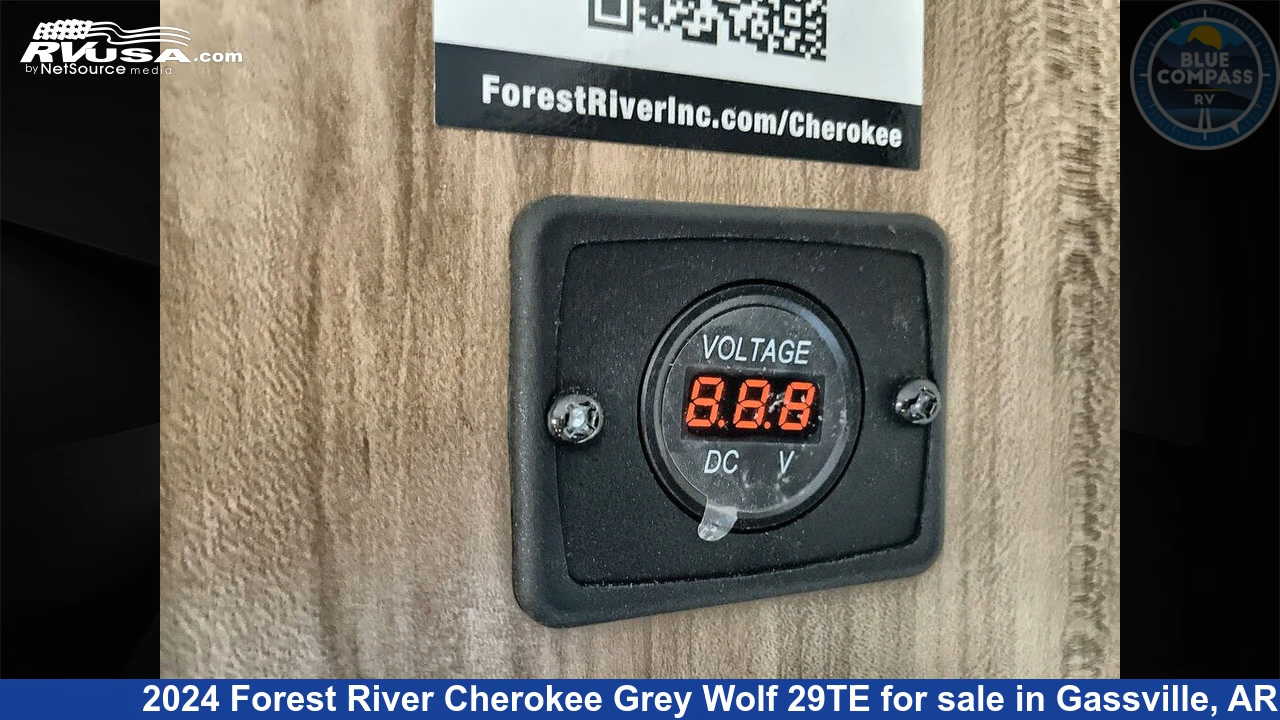 RVUSA.com
by NetSource media
BLUE
COMPASS
RV
ForestRiverInc.com/Cherokee
VOLTAGE
8.8.8
DC V
2024 Forest River Cherokee Grey Wolf 29TE for sale in Gassville, AR